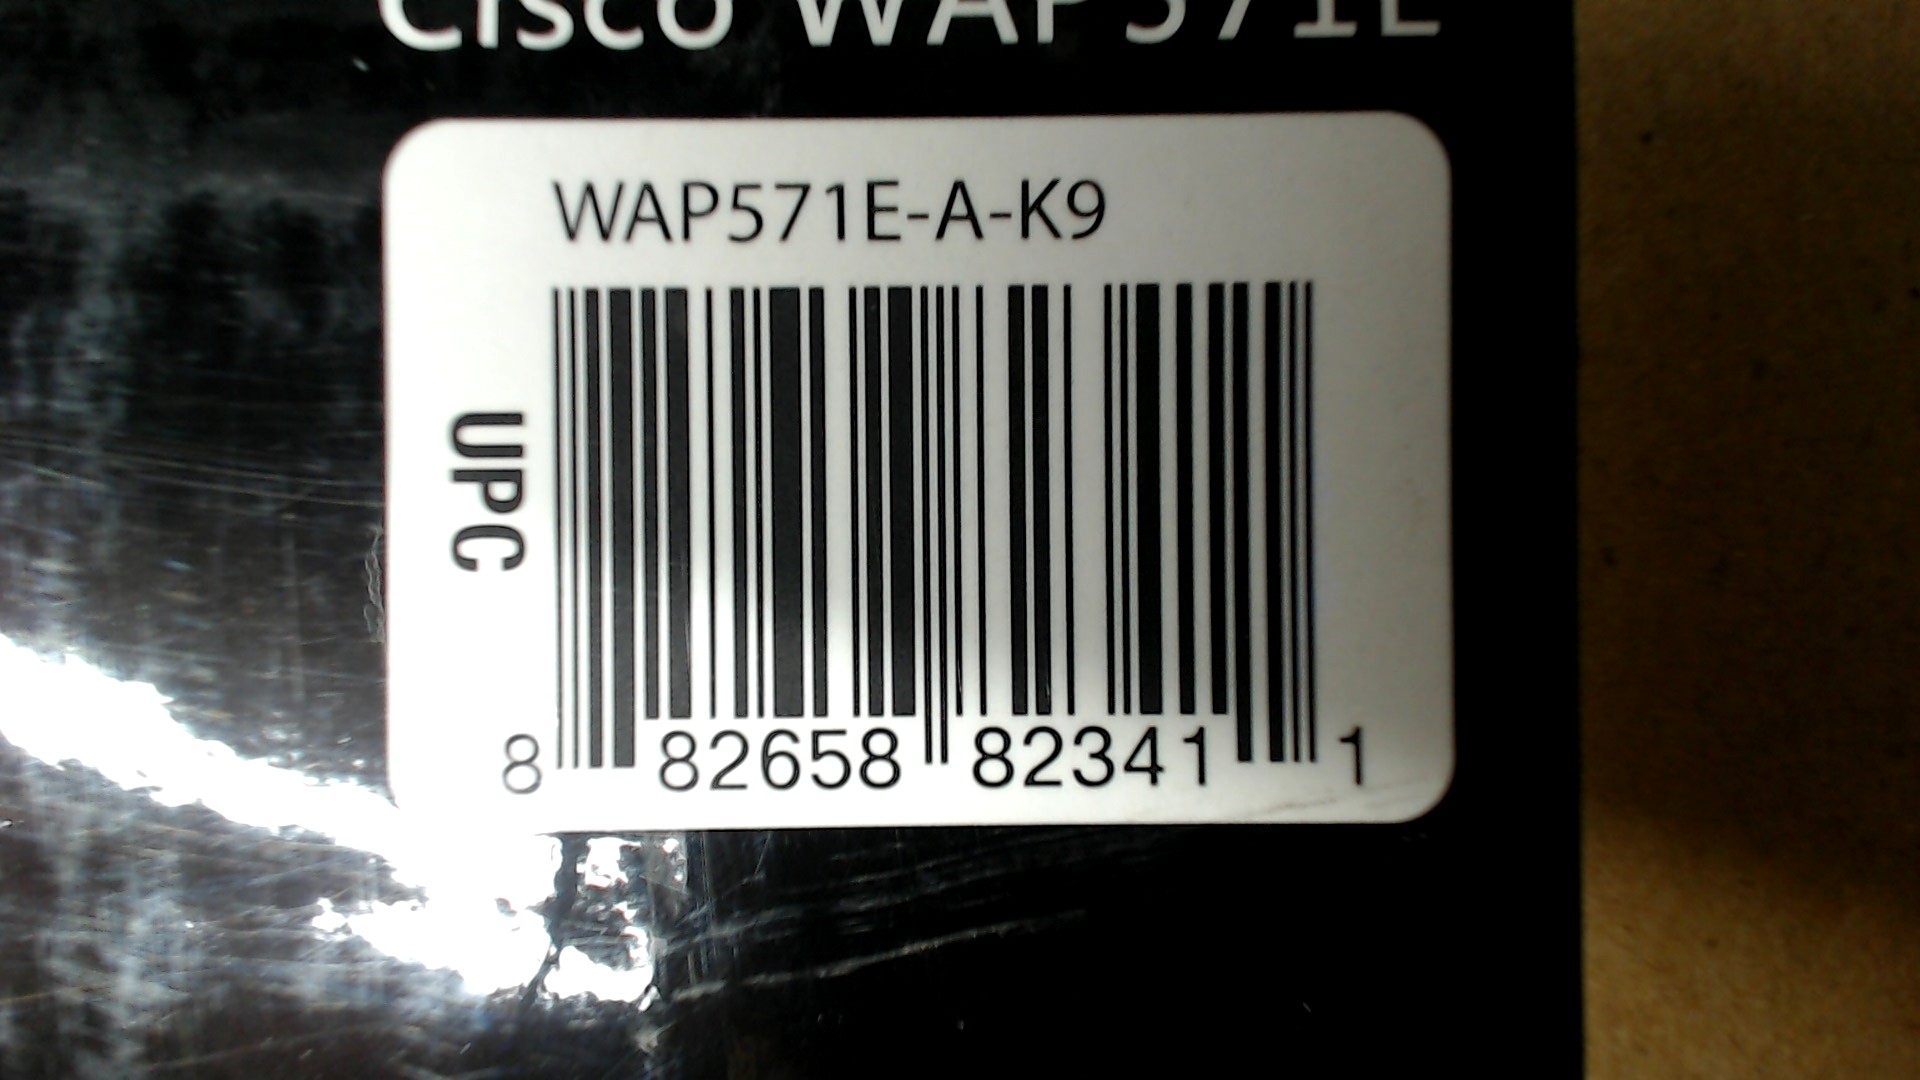 Cisco WAP571E
WAP571E-A-K9
UPC
8 82658 82341 1